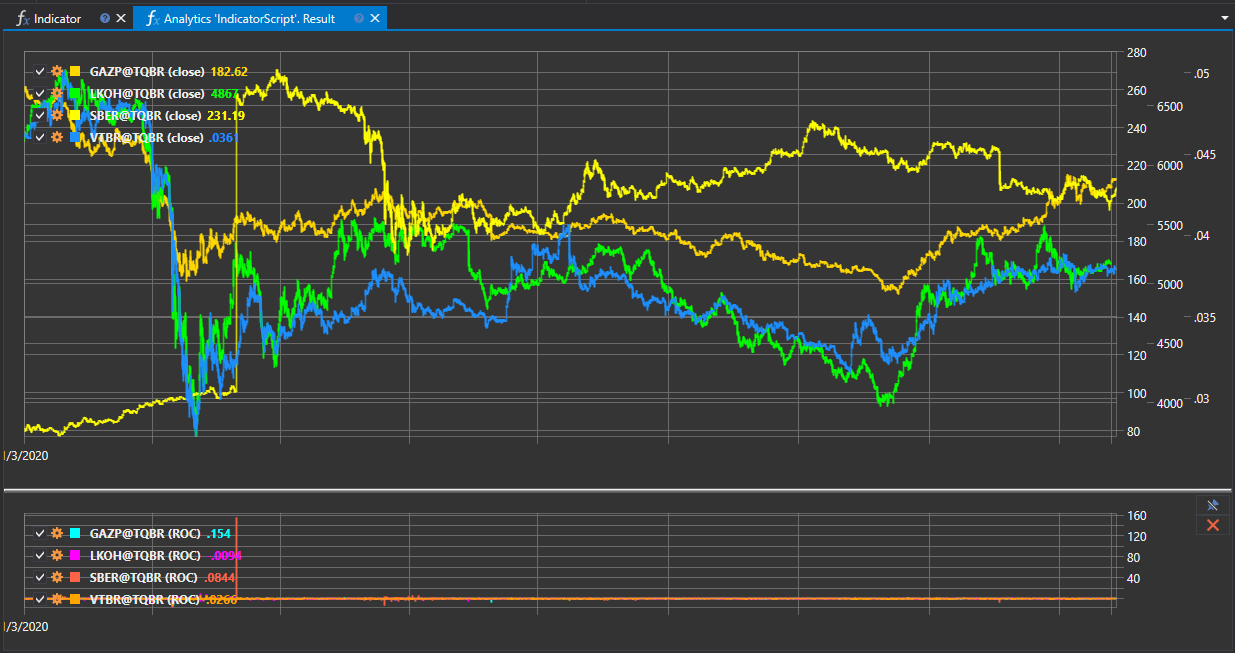 Indicator
Analytics 'IndicatorScript'. Result
GAZP@TQBR (close) 182.62
LKOH@TQBR (close) 4867
SBER@TQBR (close) 231.19
VTBR@TQBR (close) .0361
280
260
240
220
200
180
160
140
120
100
80
6500
6000
5500
5000
4500
4000
.05
.045
.04
.035
.03
/3/2020
GAZP@TQBR (ROC) .154
LKOH@TQBR (ROC) -.0094
SBER@TQBR (ROC) .0844
VTBR@TQBR (ROC) .0266
160
120
80
40
/3/2020